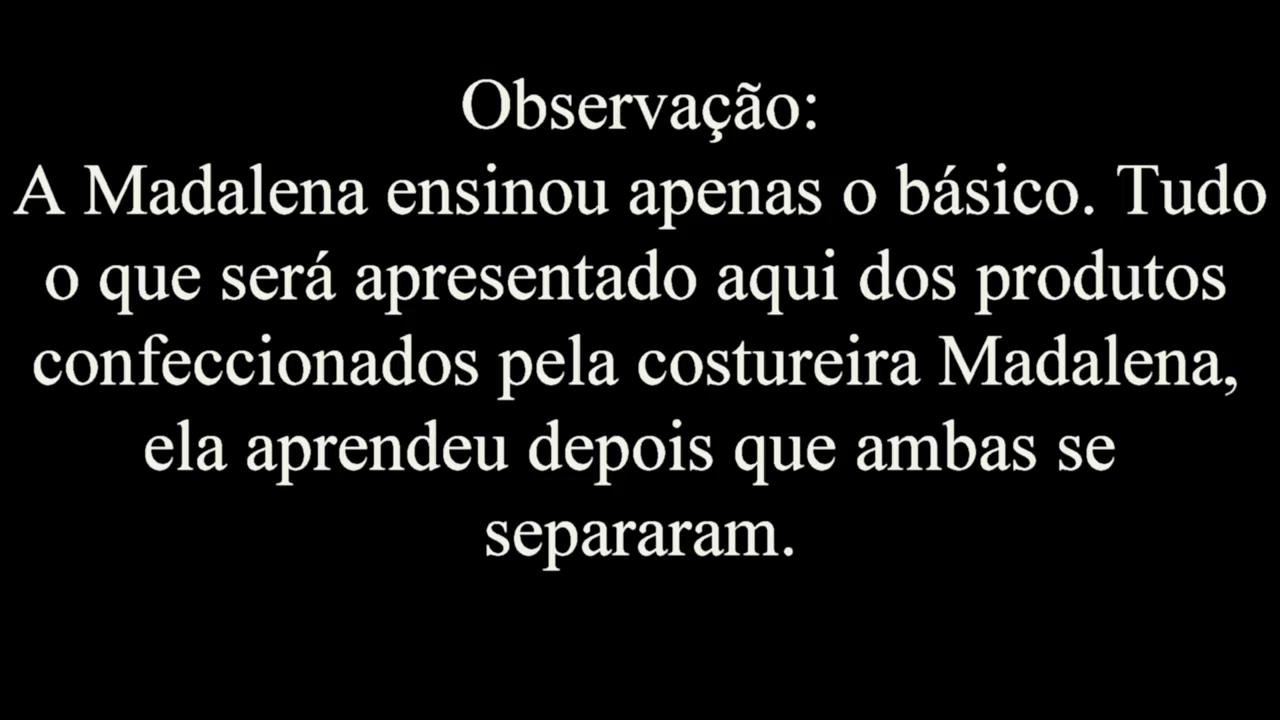 Observação:
A Madalena ensinou apenas o básico. Tudo
o que será apresentado aqui dos produtos
confeccionados pela costureira Madalena,
ela aprendeu depois que ambas se
separaram.